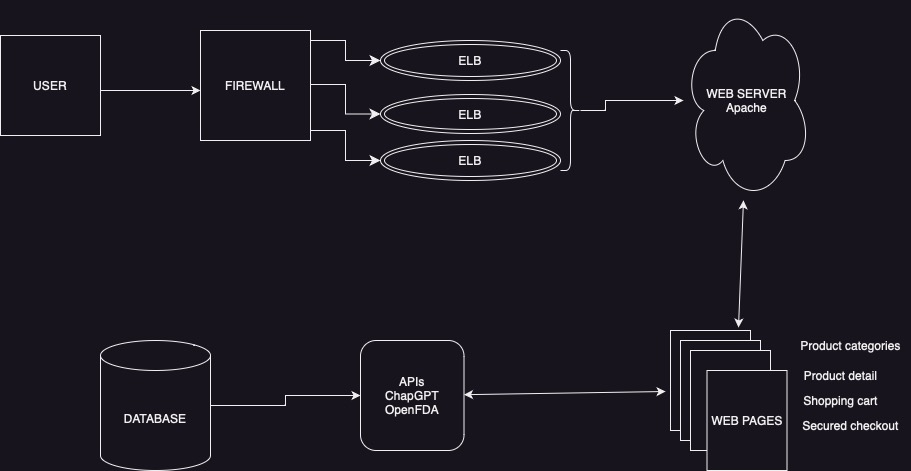 USER
FIREWALL
ELB
ELB
ELB
WEB SERVER
Apache
DATABASE
APIs
ChapGPT
OpenFDA
WEB PAGES
Product categories
Product detail
Shopping cart
Secured checkout